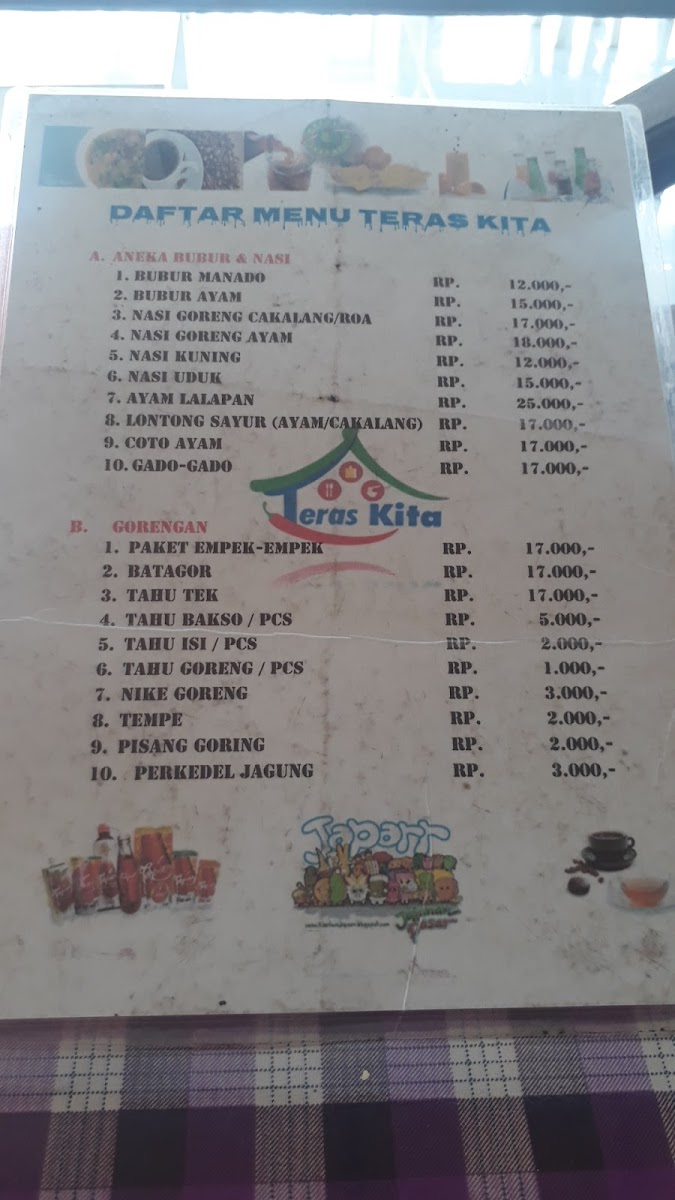 DAFTAR MENU TERAS KITA
A. ANEKA BUBUR & NASI
1. BUBUR MANADO RP. 12.000,-
2. BUBUR AYAM RP. 15.000,-
3. NASI GORENG CAKALANG/ROA RP. 17.000,-
4. NASI GORENG AYAM RP. 18.000,-
5. NASI KUNING RP. 12.000,-
6. NASI UDUK RP. 15.000,-
7. AYAM LALAPAN RP. 25.000,-
8. LONTONG SAYUR (AYAM/CAKALANG) RP. 17.000,-
9. COTO AYAM RP. 17.000,-
10. GADO-GADO RP. 17.000,-
Teras Kita
B. GORENGAN
1. PAKET EMPEK-EMPEK RP. 17.000,-
2. BATAGOR RP. 17.000,-
3. TAHU TEK RP. 17.000,-
4. TAHU BAKSO / PCS RP. 5.000,-
5. TAHU ISI / PCS RP. 2.000,-
6. TAHU GORENG / PCS RP. 1.000,-
7. NIKE GORENG RP. 3.000,-
8. TEMPE RP. 2.000,-
9. PISANG GORING RP. 2.000,-
10. PERKEDEL JAGUNG RP. 3.000,-
Japarr
Jajanan
Pasar